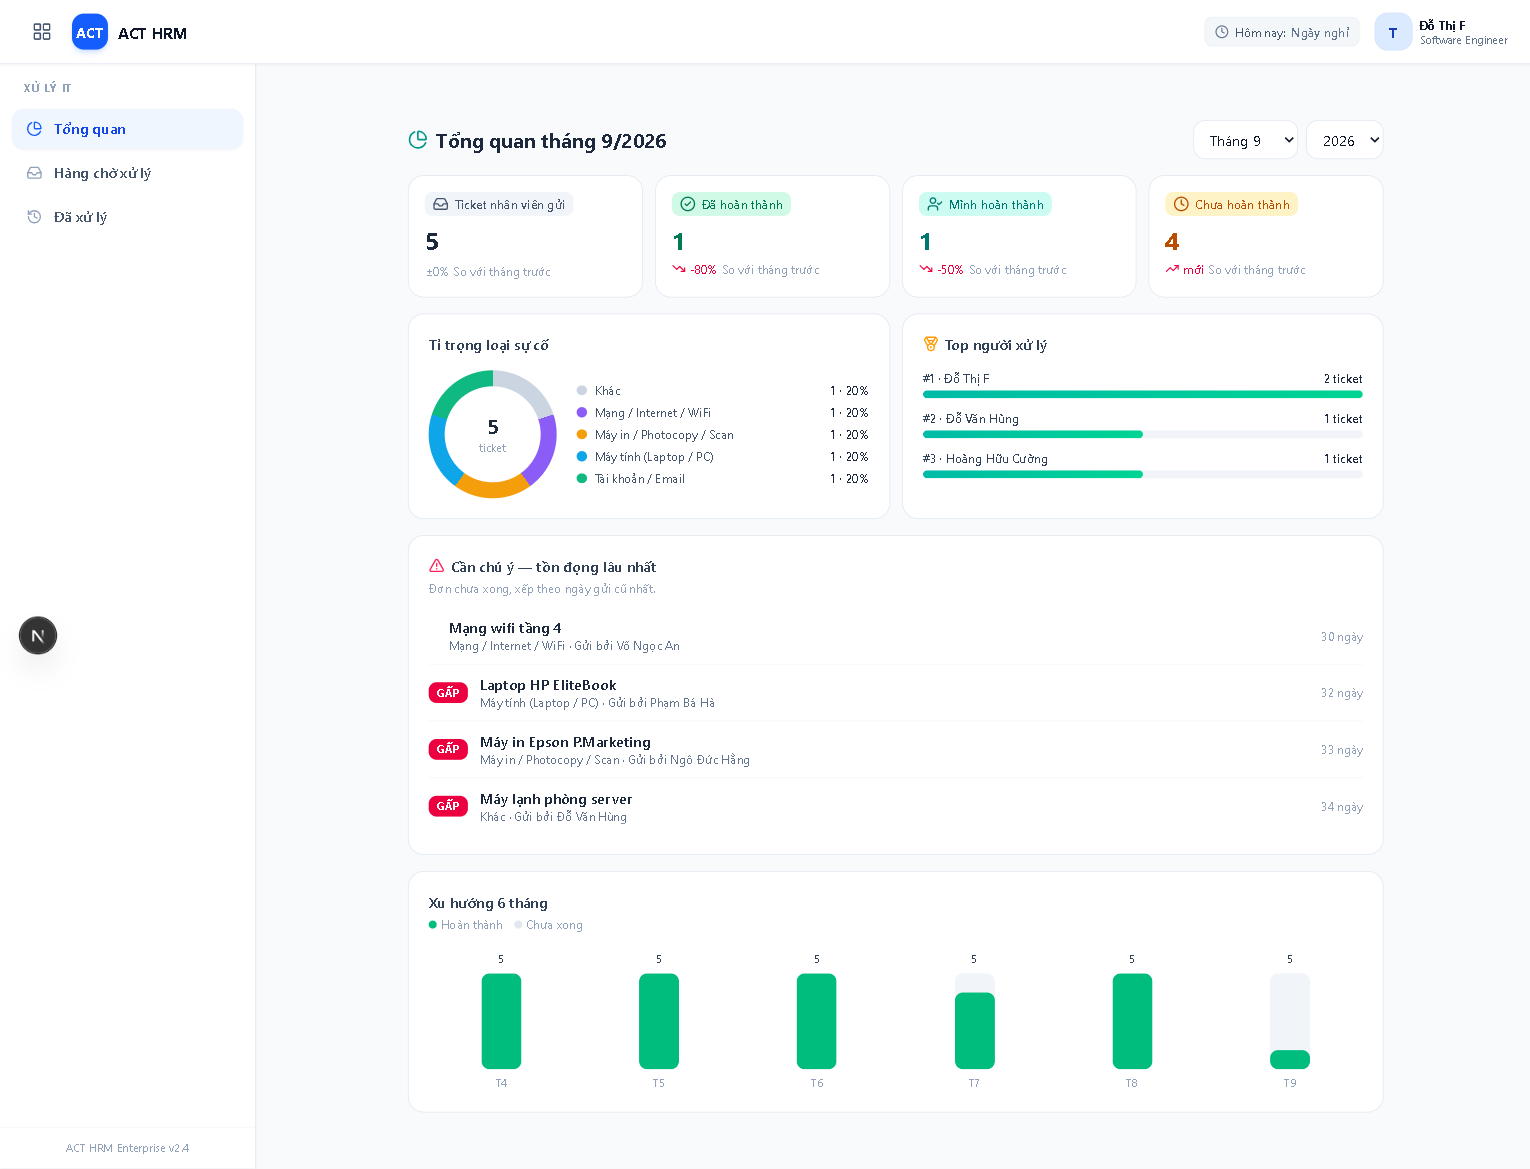 ACT
ACT HRM
Hôm nay: Ngày nghỉ
T
Đỗ Thị F
Software Engineer
XỬ LÝ IT
Tổng quan
Hàng chờ xử lý
Đã xử lý
N
ACT HRM Enterprise v2.4
Tổng quan tháng 9/2026
Tháng 9
2026
Ticket nhân viên gửi
5
±0% So với tháng trước
Đã hoàn thành
1
-80% So với tháng trước
Mình hoàn thành
1
-50% So với tháng trước
Chưa hoàn thành
4
mới So với tháng trước
Tỉ trọng loại sự cố
5
ticket
Khác 1 · 20%
Mạng / Internet / WiFi 1 · 20%
Máy in / Photocopy / Scan 1 · 20%
Máy tính (Laptop / PC) 1 · 20%
Tài khoản / Email 1 · 20%
Top người xử lý
#1 · Đỗ Thị F 2 ticket
#2 · Đỗ Văn Hùng 1 ticket
#3 · Hoàng Hữu Cường 1 ticket
Cần chú ý — tồn đọng lâu nhất
Đơn chưa xong, xếp theo ngày gửi cũ nhất.
Mạng wifi tầng 4
Mạng / Internet / WiFi · Gửi bởi Võ Ngọc An
30 ngày
GẤP
Laptop HP EliteBook
Máy tính (Laptop / PC) · Gửi bởi Phạm Bá Hà
32 ngày
GẤP
Máy in Epson P.Marketing
Máy in / Photocopy / Scan · Gửi bởi Ngô Đức Hằng
33 ngày
GẤP
Máy lạnh phòng server
Khác · Gửi bởi Đỗ Văn Hùng
34 ngày
Xu hướng 6 tháng
Hoàn thành Chưa xong
5 5 5 5 5 5
T4 T5 T6 T7 T8 T9